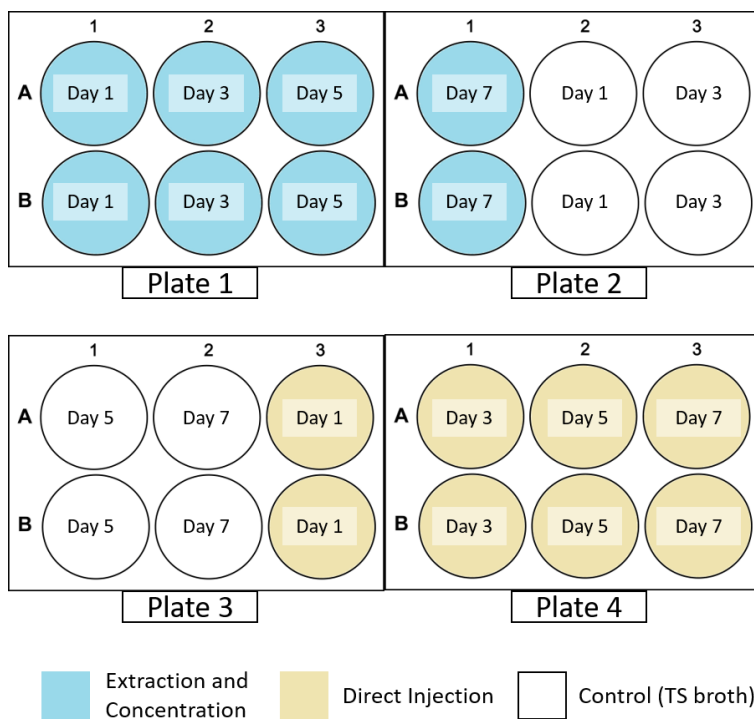 1 2 3
A Day 1 Day 3 Day 5
B Day 1 Day 3 Day 5
Plate 1
1 2 3
A Day 7 Day 1 Day 3
B Day 7 Day 1 Day 3
Plate 2
1 2 3
A Day 5 Day 7 Day 1
B Day 5 Day 7 Day 1
Plate 3
1 2 3
A Day 3 Day 5 Day 7
B Day 3 Day 5 Day 7
Plate 4
Extraction and
Concentration
Direct Injection
Control (TS broth)